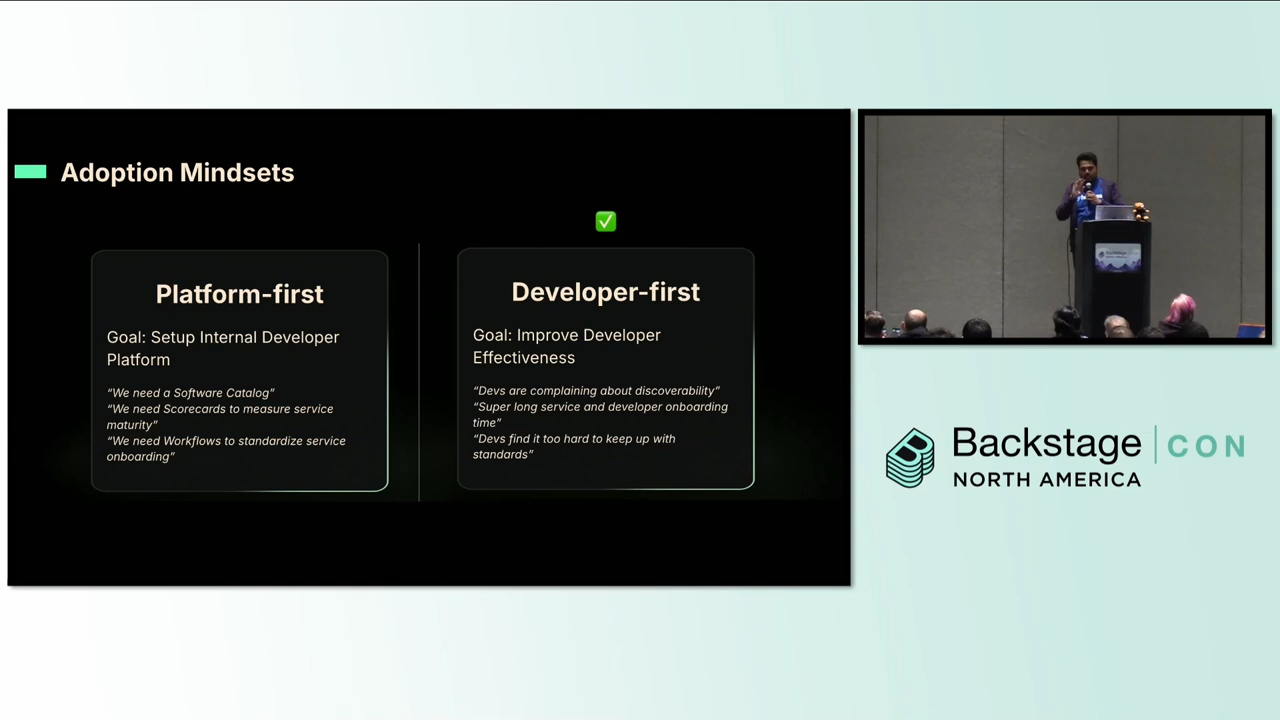 Adoption Mindsets
✅
Platform-first
Goal: Setup Internal Developer
Platform
“We need a Software Catalog”
“We need Scorecards to measure service
maturity”
“We need Workflows to standardize service
onboarding”
Developer-first
Goal: Improve Developer
Effectiveness
“Devs are complaining about discoverability”
“Super long service and developer onboarding
time”
“Devs find it too hard to keep up with
standards”
Backstage CON
NORTH AMERICA